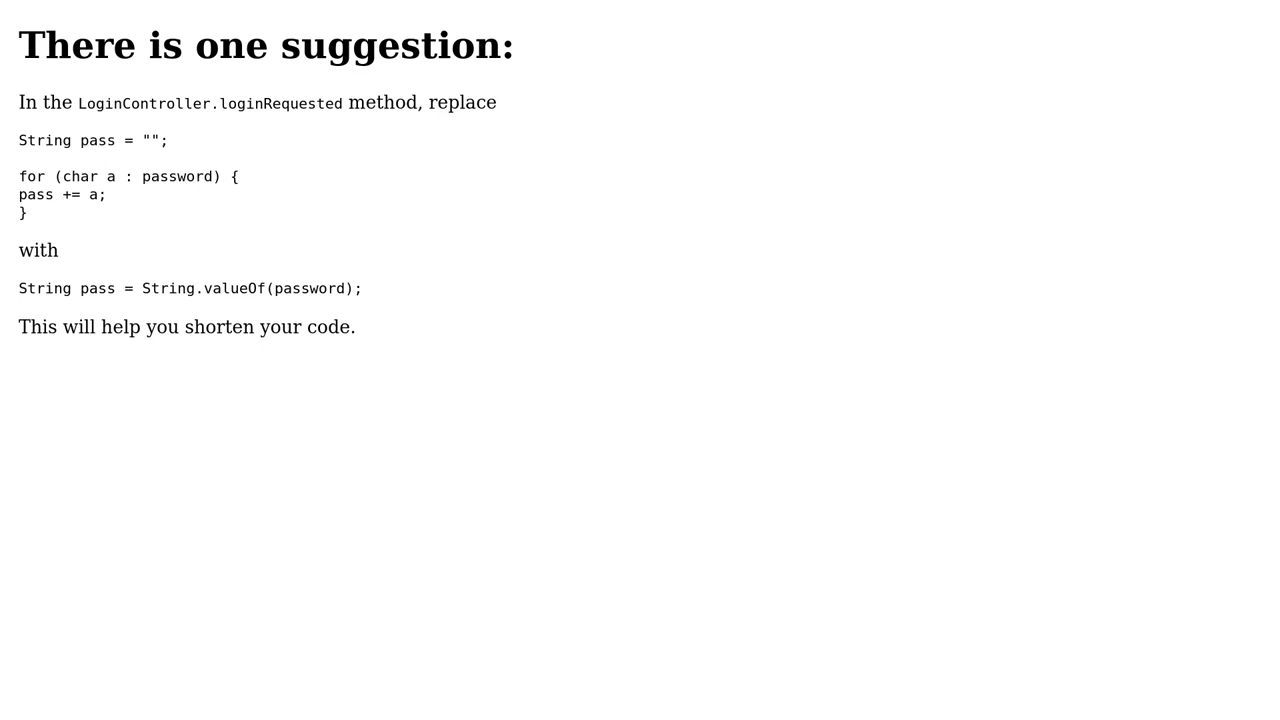 There is one suggestion:
In the LoginController.loginRequested method, replace
String pass = "";
for (char a : password) {
pass += a;
}
with
String pass = String.valueOf(password);
This will help you shorten your code.